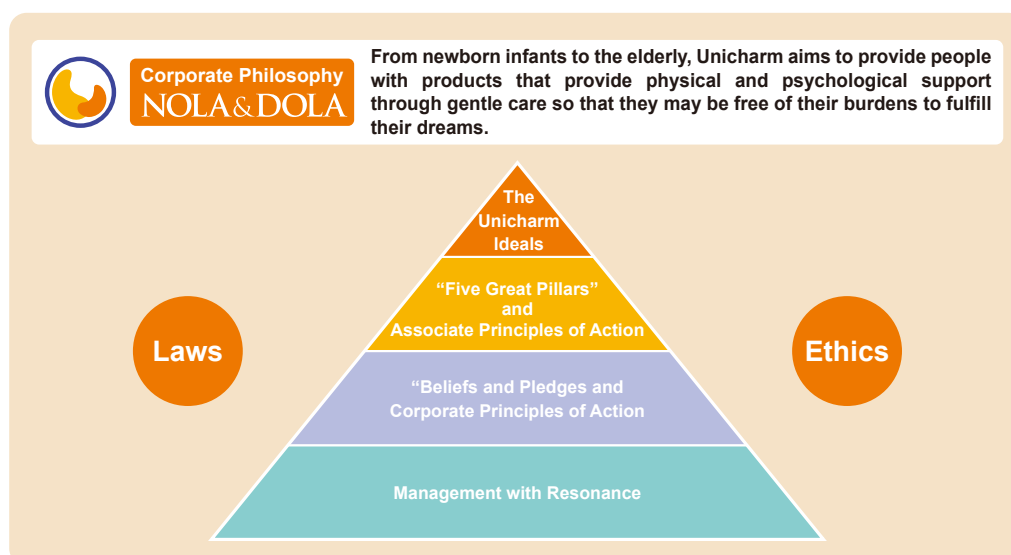 Corporate Philosophy
NOLA&DOLA
From newborn infants to the elderly, Unicharm aims to provide people
with products that provide physical and psychological support
through gentle care so that they may be free of their burdens to fulfill
their dreams.
The
Unicharm
Ideals
“Five Great Pillars”
and
Associate Principles of Action
Laws
Ethics
“Beliefs and Pledges and
Corporate Principles of Action
Management with Resonance